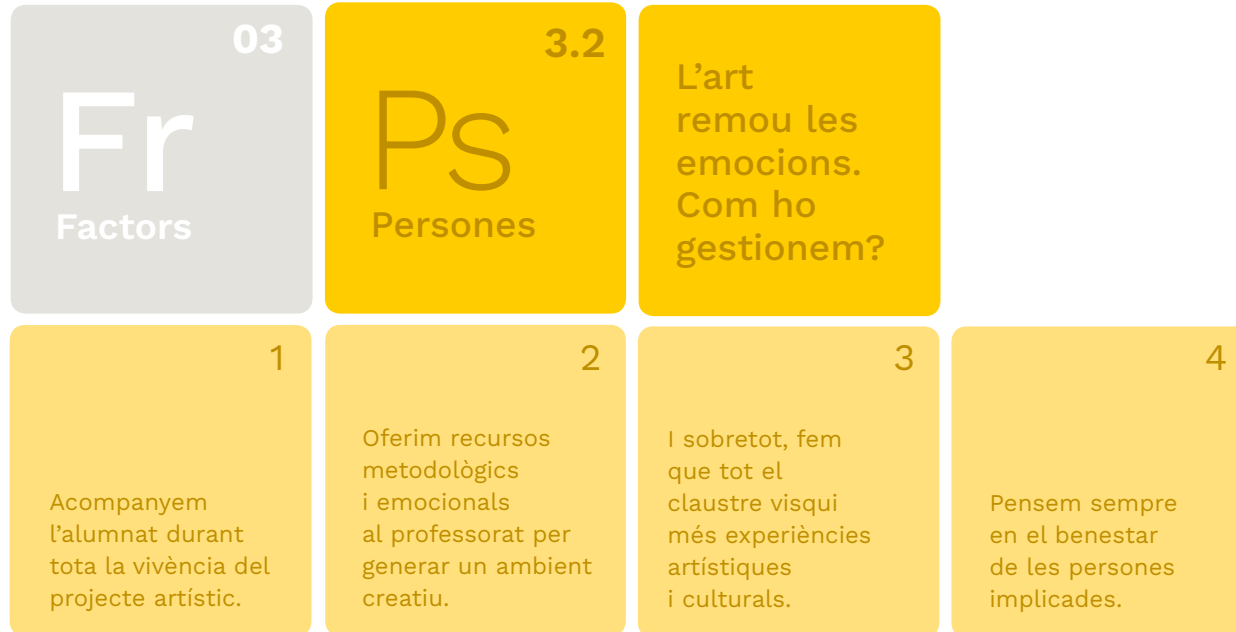 03
Fr
Factors
3.2
Ps
Persones
L’art
remou les
emocions.
Com ho
gestionem?
1
Acompanyem
l’alumnat durant
tota la vivència del
projecte artístic.
2
Oferim recursos
metodològics
i emocionals
al professorat per
generar un ambient
creatiu.
3
I sobretot, fem
que tot el
claustre visqui
més experiències
artístiques
i culturals.
4
Pensem sempre
en el benestar
de les persones
implicades.